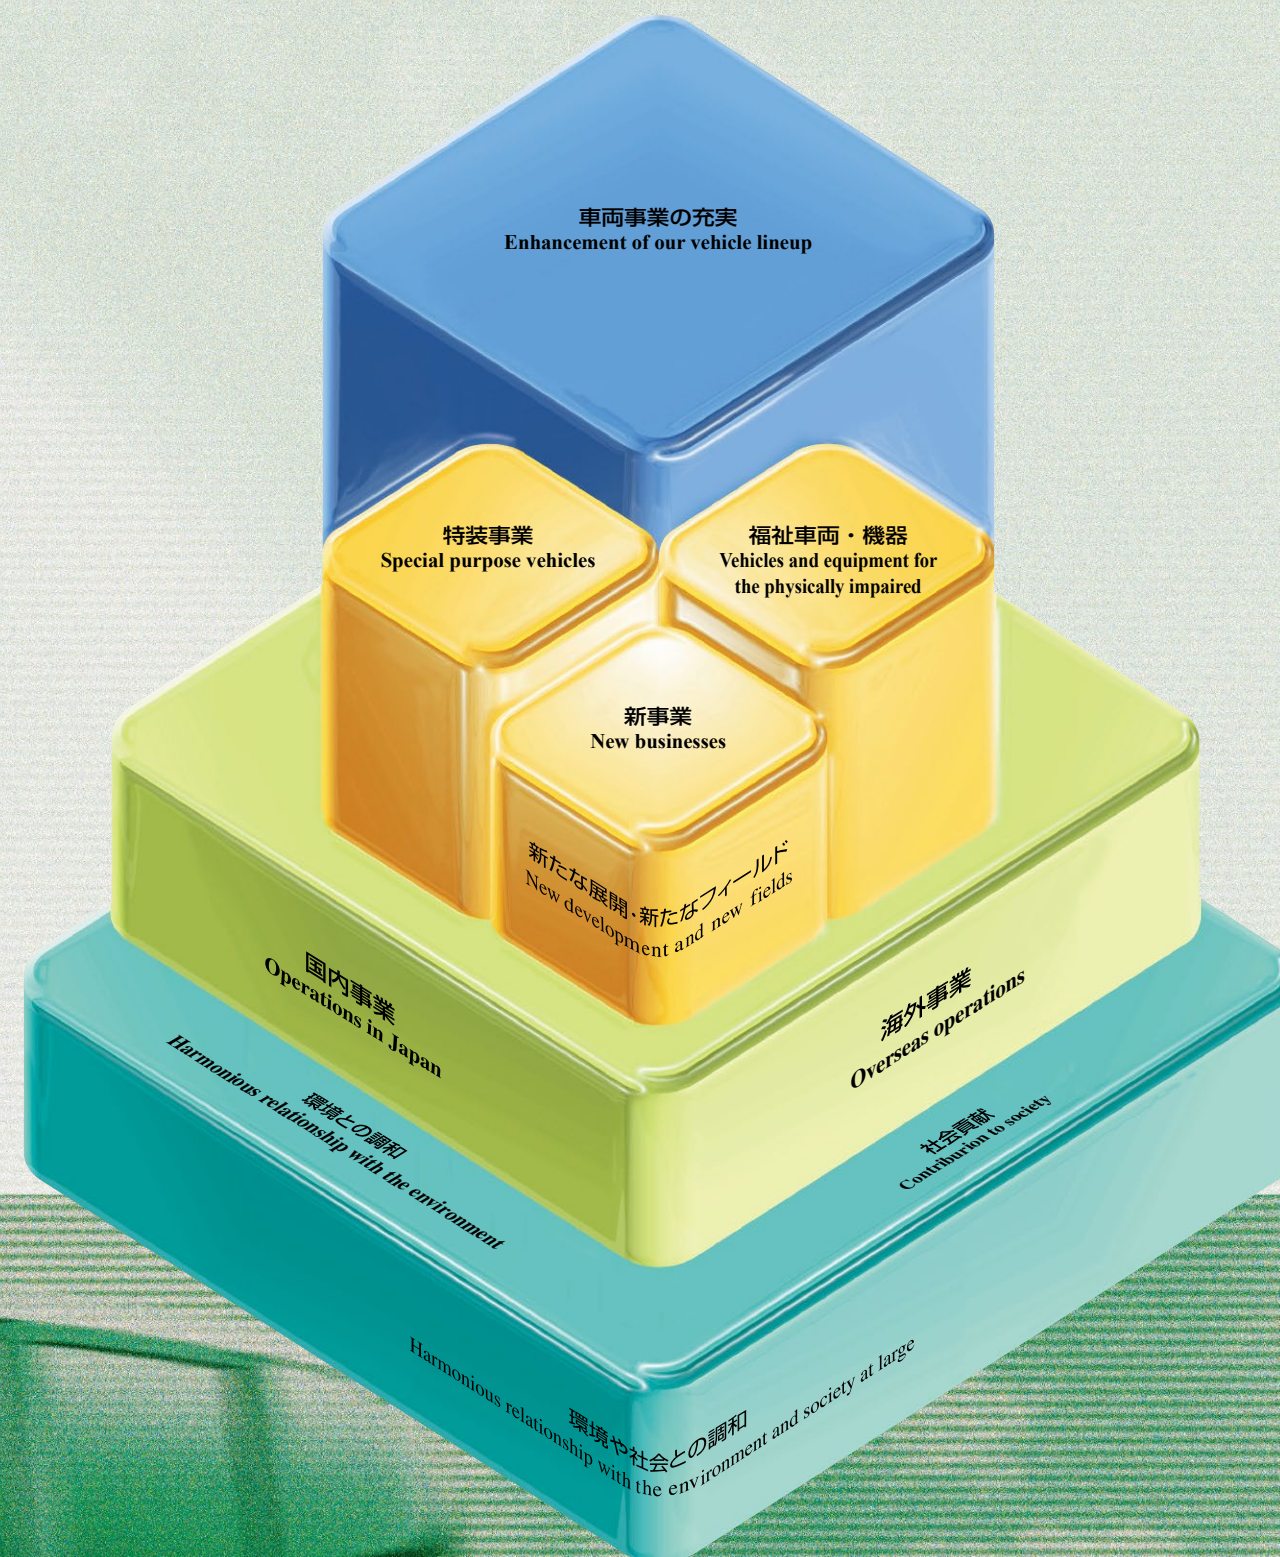 車両事業の充実
Enhancement of our vehicle lineup
特装事業
Special purpose vehicles
福祉車両・機器
Vehicles and equipment for
the physically impaired
新事業
New businesses
新たな展開・新たなフィールド
New development and new fields
国内事業
Operations in Japan
海外事業
Overseas operations
環境との調和
Harmonious relationship with the environment
社会貢献
Contriburion to society
環境や社会との調和
Harmonious relationship with the environment and society at large